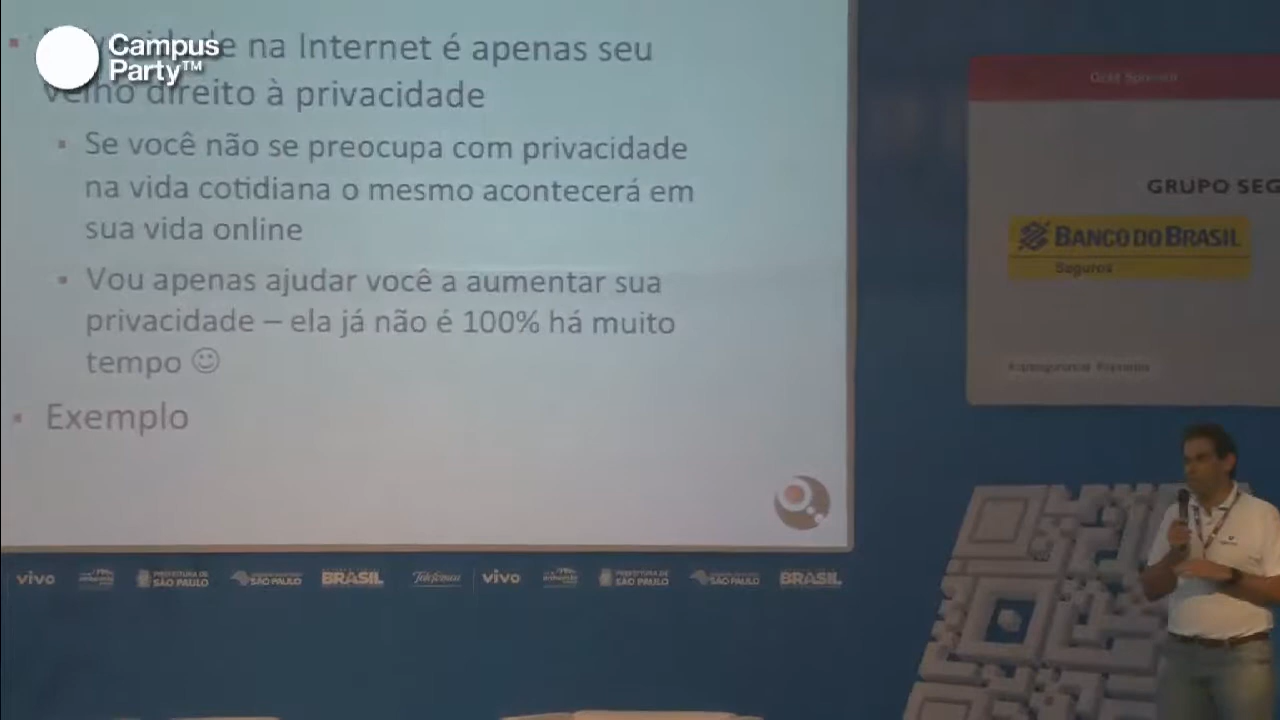 Campus
Party™
na Internet é apenas seu
velho direito à privacidade
Se você não se preocupa com privacidade
na vida cotidiana o mesmo acontecerá em
sua vida online
Vou apenas ajudar você a aumentar sua
privacidade – ela já não é 100% há muito
tempo ☺
Exemplo
Gold Sponsor
GRUPO SEG
BANCO DO BRASIL
Seguros
vivo
PREFEITURA DE
SÃO PAULO
SÃO PAULO
BRASIL
Telefonica
vivo
PREFEITURA DE
SÃO PAULO
SÃO PAULO
BRASIL